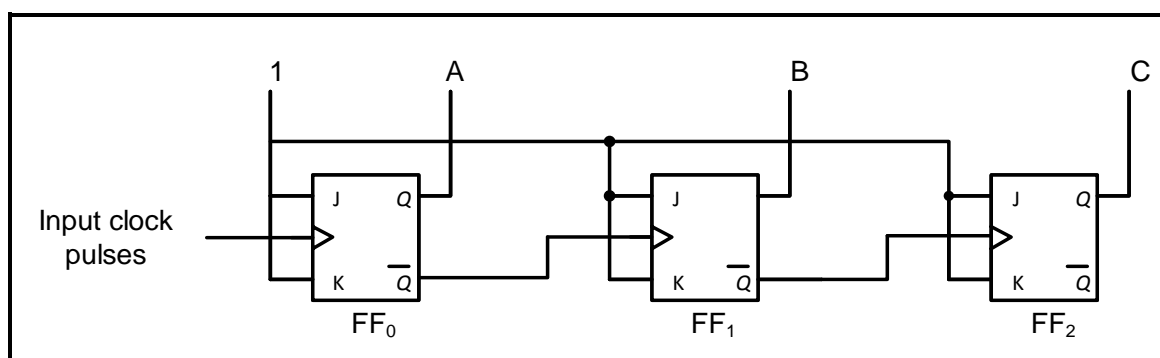 1 A B C
J Q J Q J Q
Input clock
pulses
K Q̅ K Q̅ K Q̅
FF₀ FF₁ FF₂